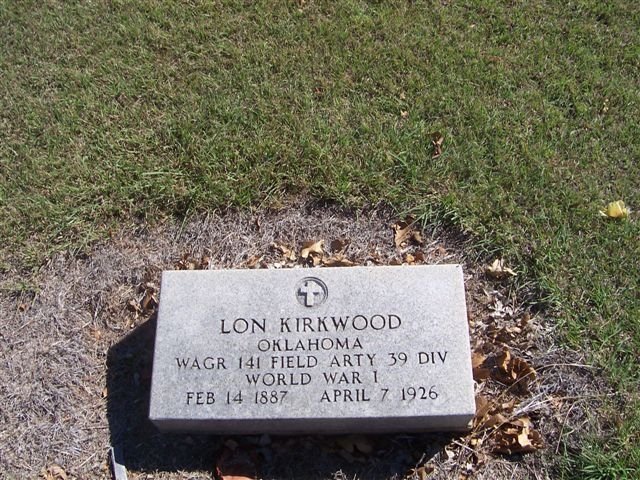 LON KIRKWOOD
OKLAHOMA
WAGR 141 FIELD ARTY 39 DIV
WORLD WAR I
FEB 14 1887 APRIL 7 1926